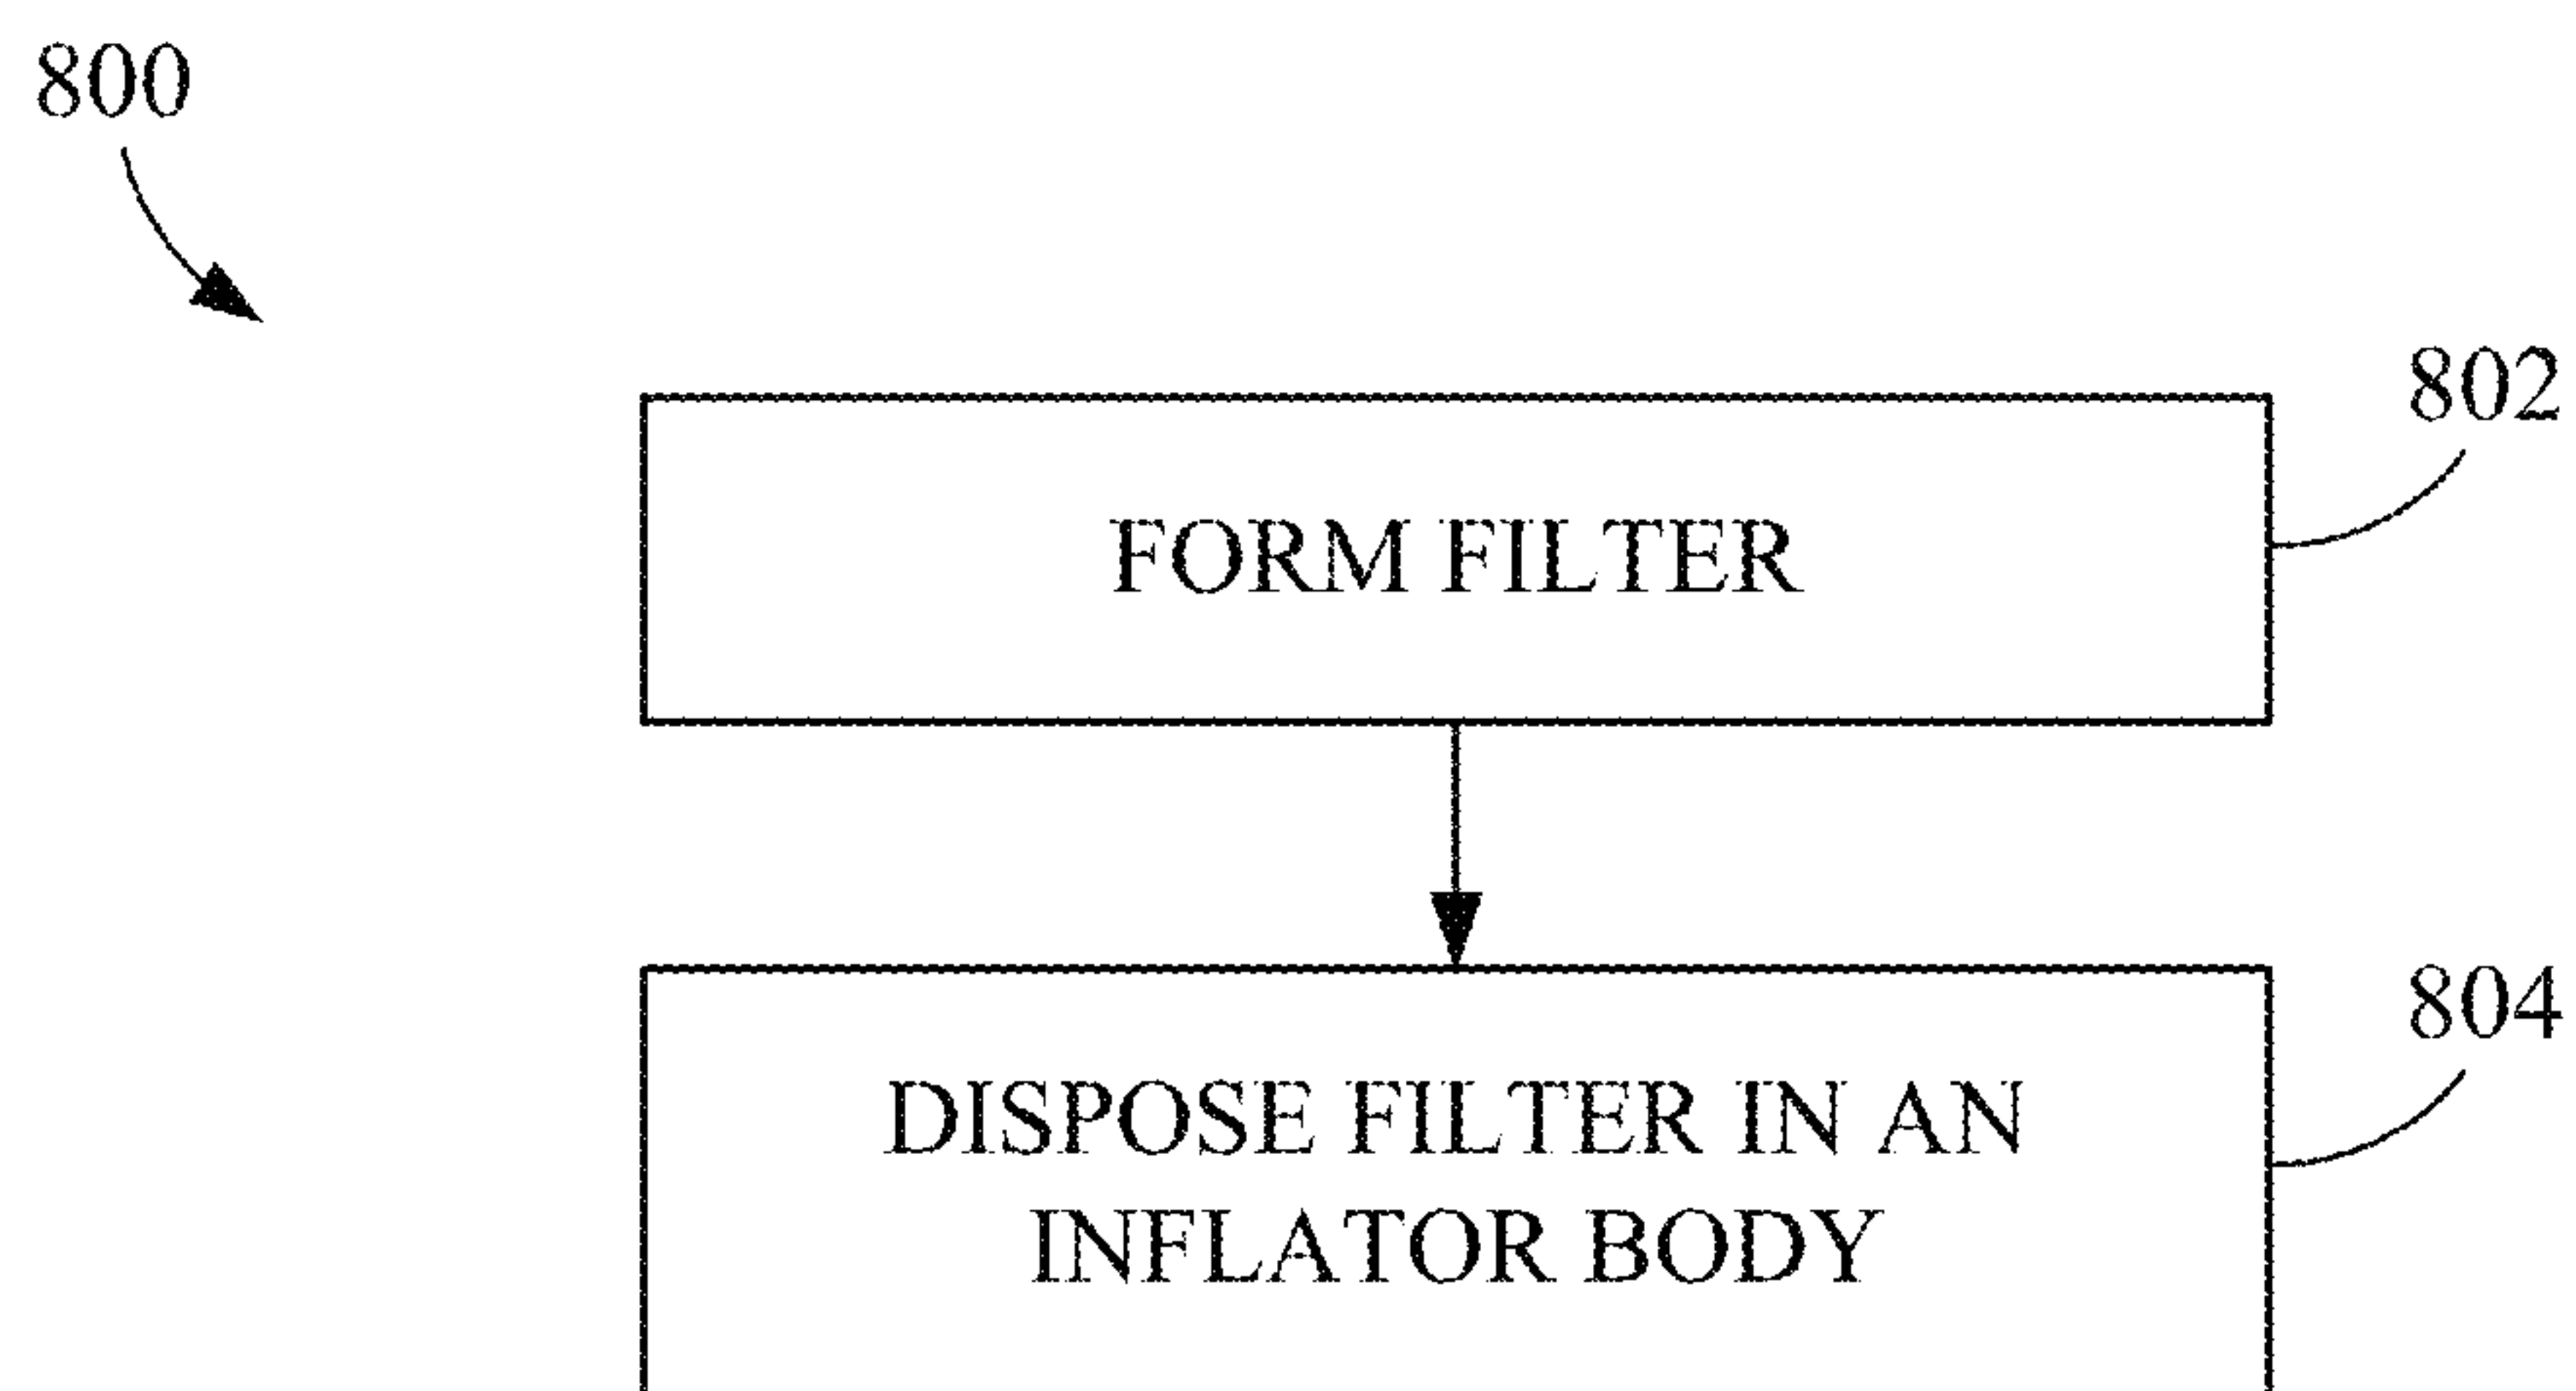 800
802
FORM FILTER
804
DISPOSE FILTER IN AN
INFLATOR BODY